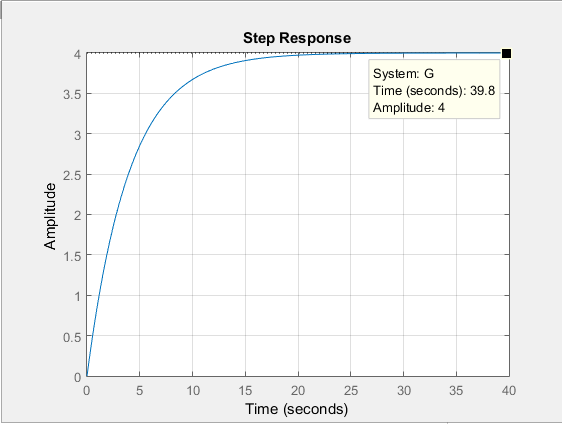 Step Response
System: G
Time (seconds): 39.8
Amplitude: 4
Amplitude
4
3.5
3
2.5
2
1.5
1
0.5
0
0 5 10 15 20 25 30 35 40
Time (seconds)